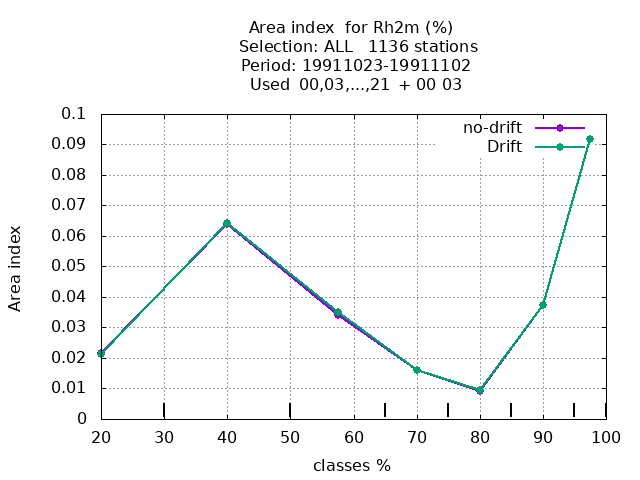 Area index  for Rh2m (%)
Selection: ALL   1136 stations
Period: 19911023-19911102
Used  00,03,...,21  + 00 03
no-drift
Drift
0.1
0.09
0.08
0.07
0.06
0.05
0.04
0.03
0.02
0.01
0
Area index
20 30 40 50 60 70 80 90 100
classes %